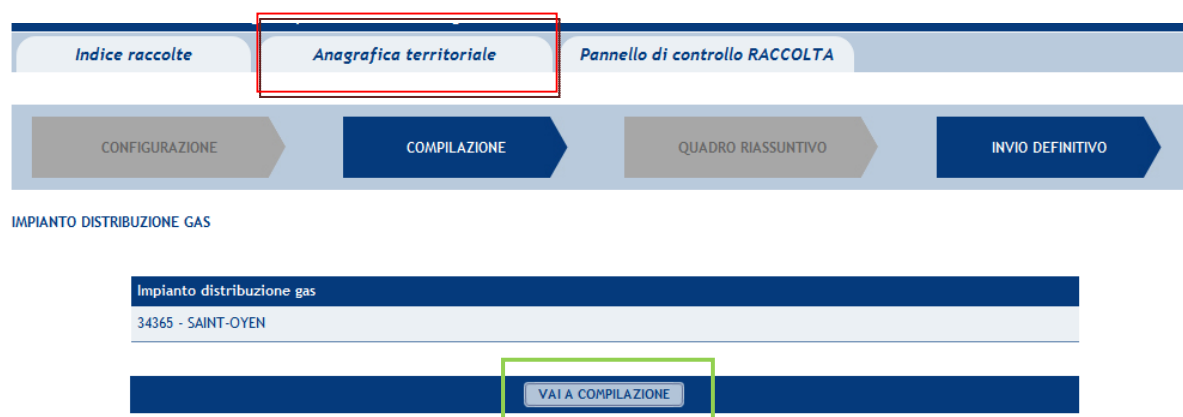 Indice raccolte Anagrafica territoriale Pannello di controllo RACCOLTA
CONFIGURAZIONE COMPILAZIONE QUADRO RIASSUNTIVO INVIO DEFINITIVO
IMPIANTO DISTRIBUZIONE GAS
Impianto distribuzione gas
34365 - SAINT-OYEN
VAI A COMPILAZIONE